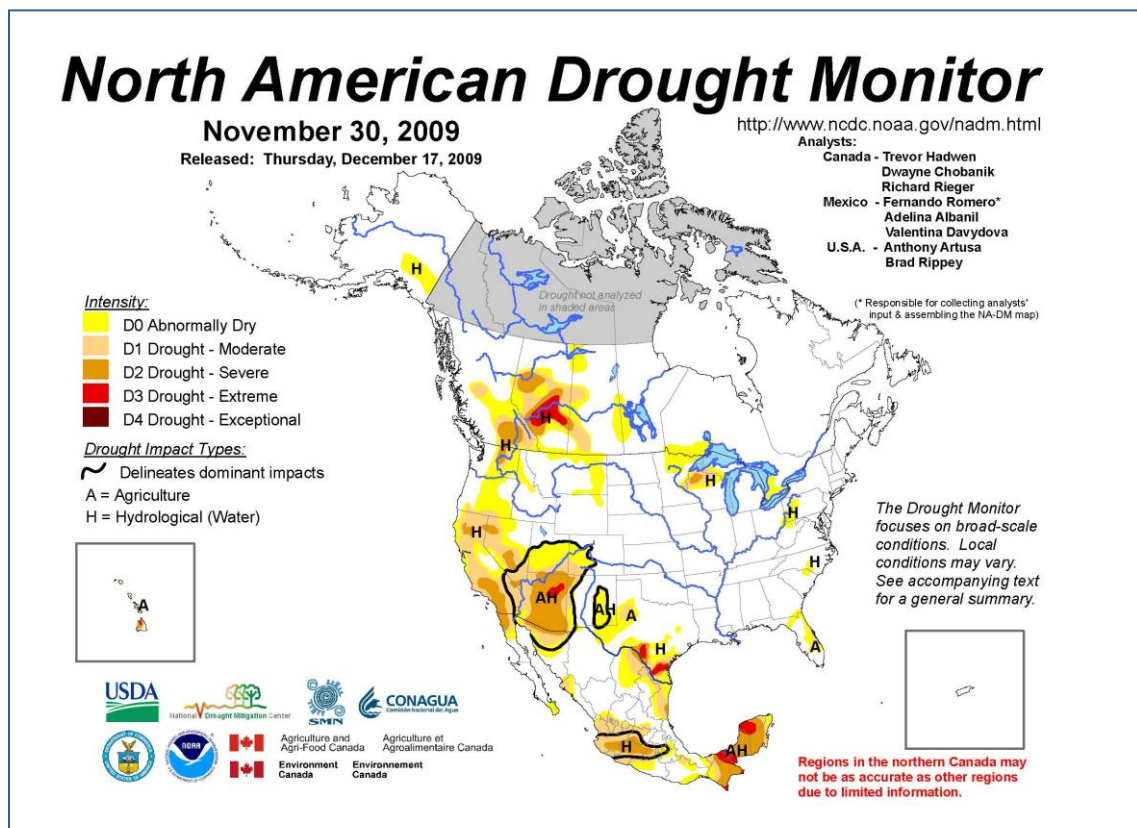 North American Drought Monitor
November 30, 2009
Released: Thursday, December 17, 2009
http://www.ncdc.noaa.gov/nadm.html
Analysts:
Canada - Trevor Hadwen
Dwayne Chobanik
Richard Rieger
Mexico - Fernando Romero*
Adelina Albanil
Valentina Davydova
U.S.A. - Anthony Artusa
Brad Rippey
(* Responsible for collecting analysts'
input & assembling the NA-DM map)
Drought not analyzed
in shaded areas
Intensity:
D0 Abnormally Dry
D1 Drought - Moderate
D2 Drought - Severe
D3 Drought - Extreme
D4 Drought - Exceptional
Drought Impact Types:
Delineates dominant impacts
A = Agriculture
H = Hydrological (Water)
H
H
H
H
H
H
H
AH
AH
A
H
A
H
AH
A
The Drought Monitor
focuses on broad-scale
conditions. Local
conditions may vary.
See accompanying text
for a general summary.
USDA
National Drought Mitigation Center
SMN
CONAGUA
Comisión Nacional del Agua
NOAA
Agriculture and
Agri-Food Canada
Agriculture et
Agroalimentaire Canada
Environment
Canada
Environnement
Canada
Regions in the northern Canada may
not be as accurate as other regions
due to limited information.